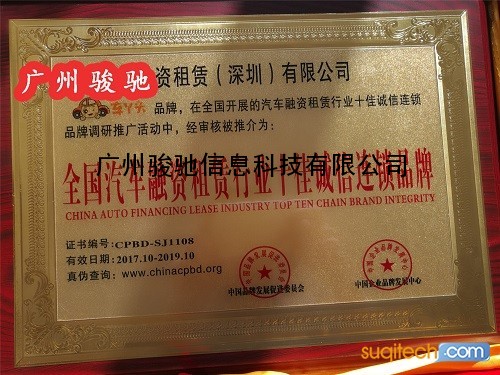 广州骏驰
资租赁(深圳)有限公司
品牌,在全国开展的汽车融资租赁行业十佳诚信连锁
品牌调研推广活动中,经审核被推介为:
广州骏驰信息科技有限公司
全国汽车融资租赁行业十佳诚信连锁品牌
CHINA AUTO FINANCING LEASE INDUSTRY TOP TEN CHAIN BRAND INTEGRITY
证书编号:CPBD-SJ1108
有效日期:2017.10-2019.10
真伪查询:www.chinacpbd.org
中国品牌发展促进委员会
中国企业品牌发展中心
sugitech.com